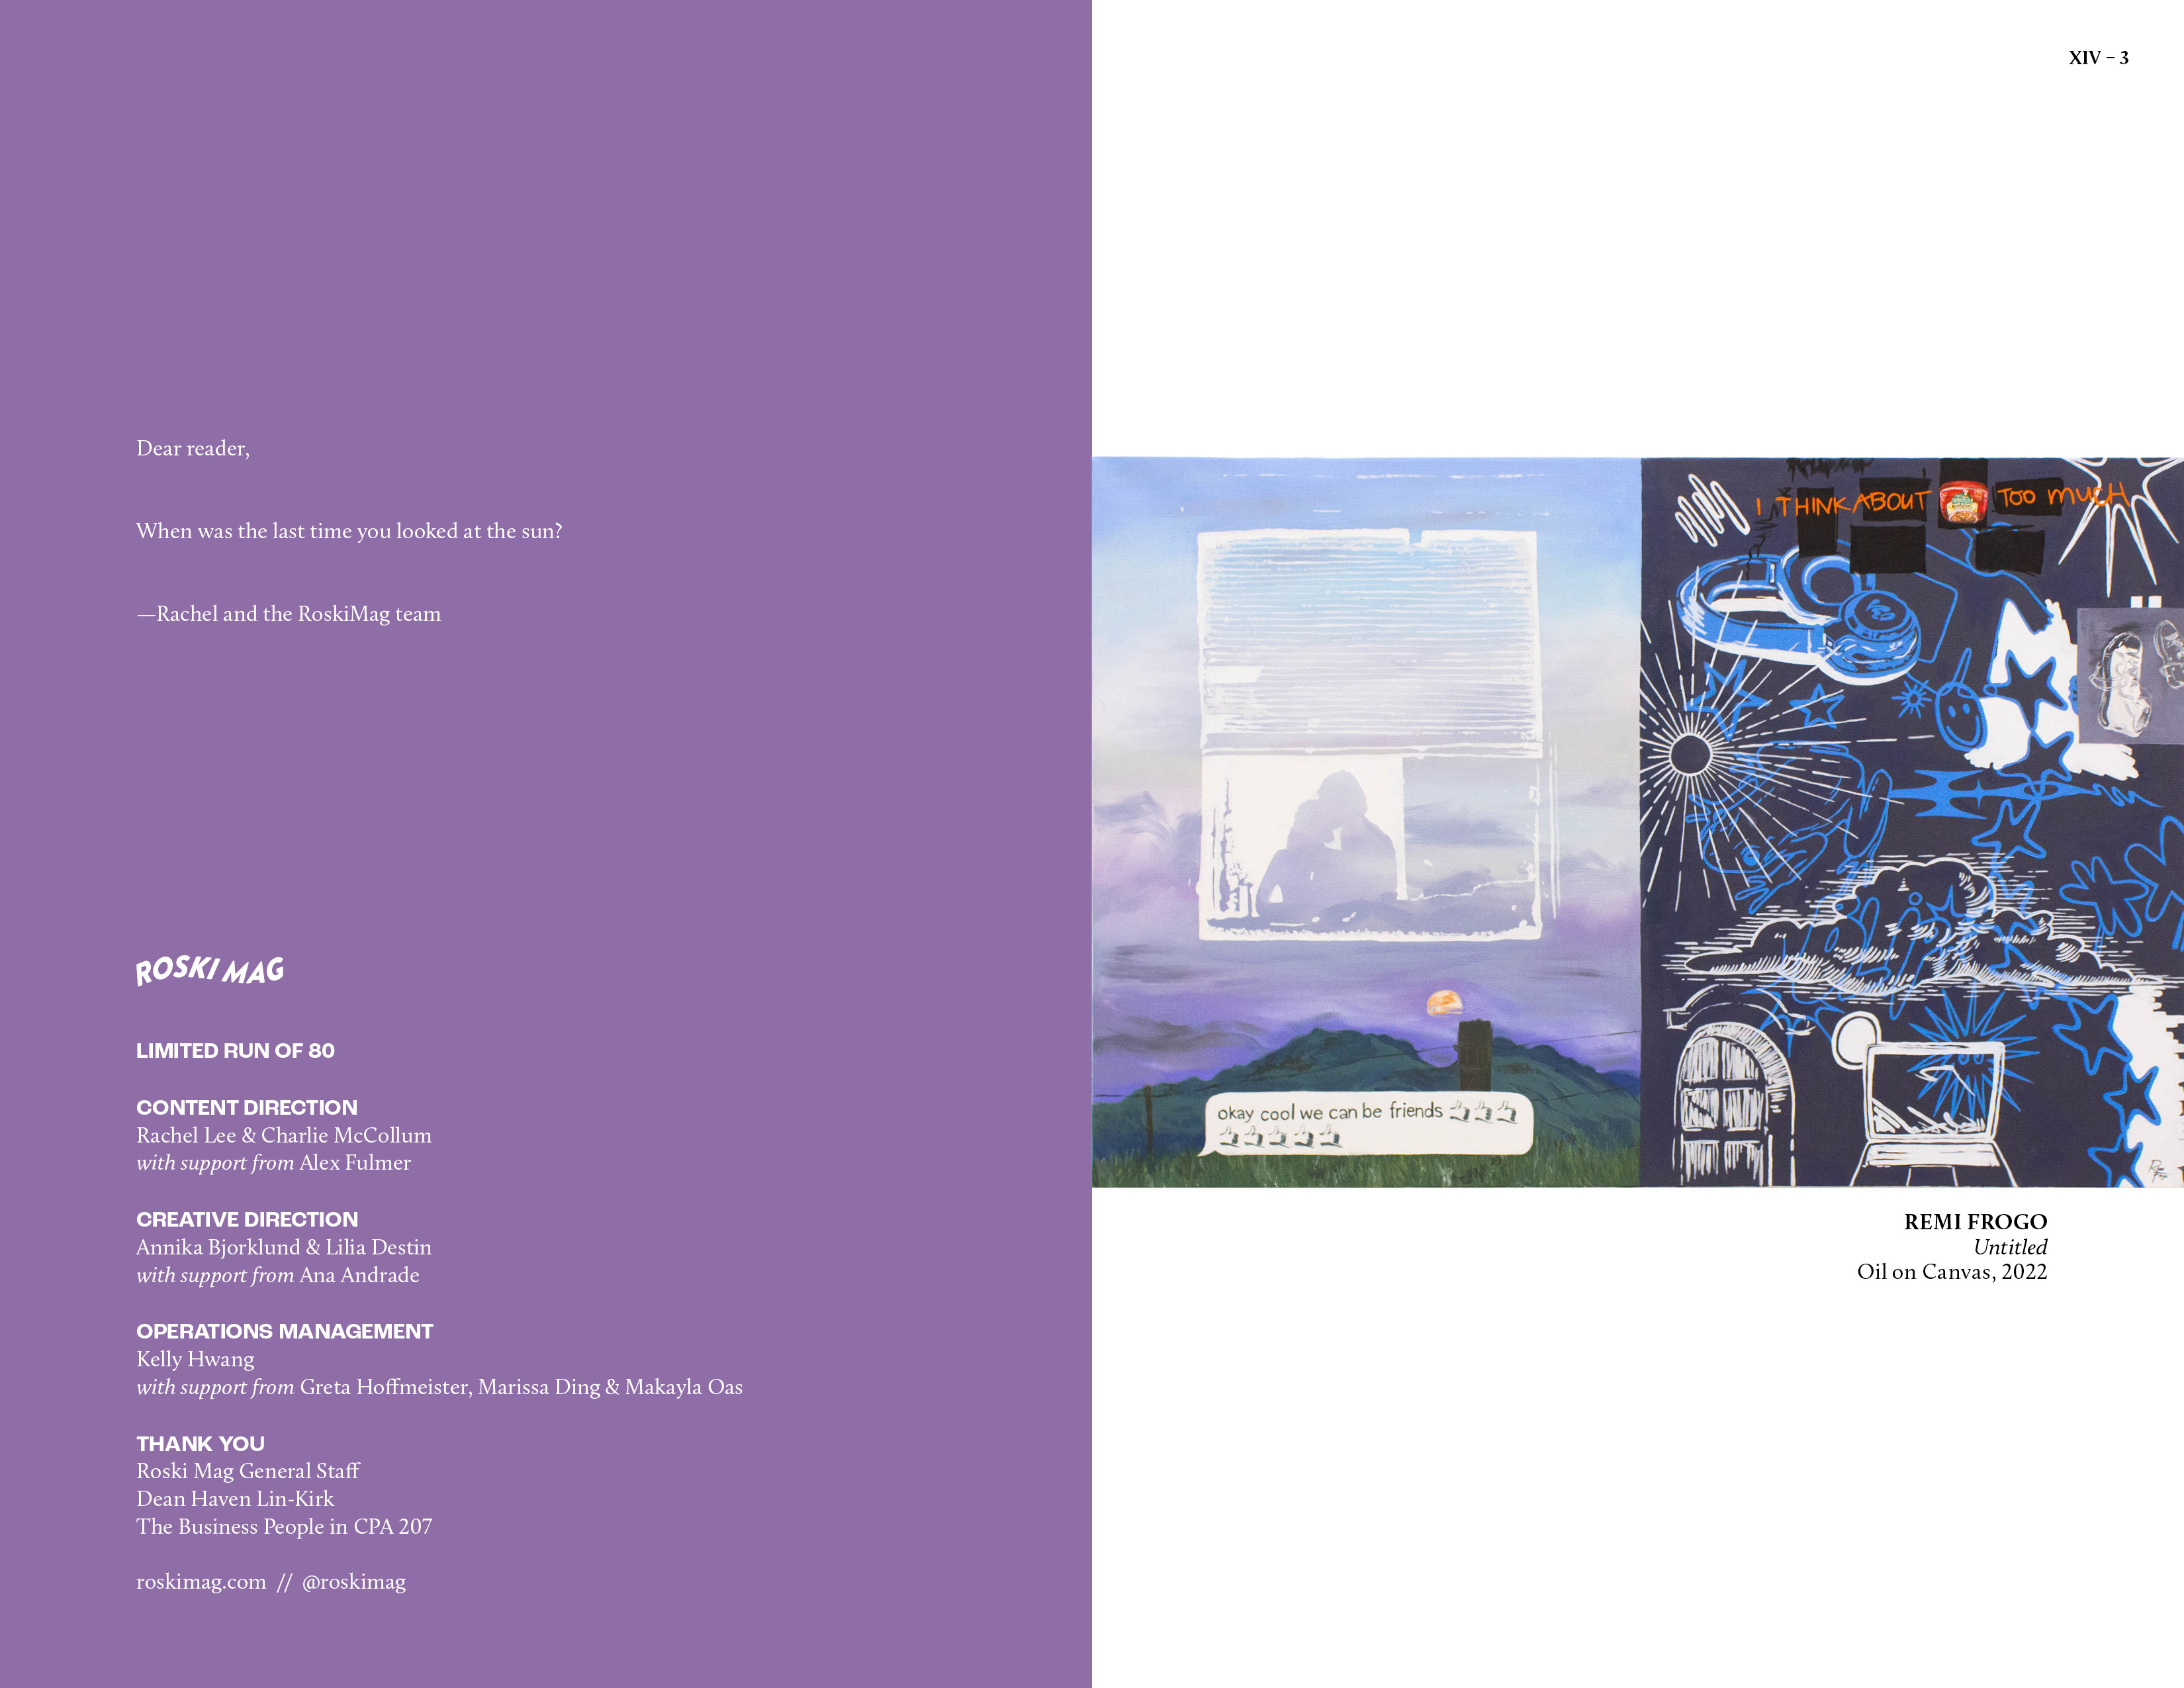 Dear reader,
When was the last time you looked at the sun?
—Rachel and the RoskiMag team
ROSKI MAG
LIMITED RUN OF 80
CONTENT DIRECTION
Rachel Lee & Charlie McCollum
with support from Alex Fulmer
CREATIVE DIRECTION
Annika Bjorklund & Lilia Destin
with support from Ana Andrade
OPERATIONS MANAGEMENT
Kelly Hwang
with support from Greta Hoffmeister, Marissa Ding & Makayla Oas
THANK YOU
Roski Mag General Staff
Dean Haven Lin-Kirk
The Business People in CPA 207
roskimag.com // @roskimag
XIV – 3
I THINK ABOUT TOO MUCH
okay cool we can be friends
REMI FROGO
Untitled
Oil on Canvas, 2022